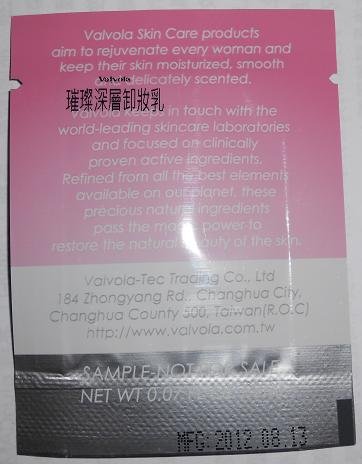 Valvola Skin Care products
aim to rejuvenate every woman and
keep their skin moisturized, smooth
and delicately scented.
Valvola
璀璨深層卸妝乳
Valvola keeps in touch with the
world-leading skincare laboratories
and focused on clinically
proven active ingredients.
Refined from all the best elements
available on our planet, these
precious natural ingredients
pass the magic power to
restore the natural beauty of the skin.
Valvola-Tec Trading Co., Ltd
184 Zhongyang Rd., Changhua City,
Changhua County 500, Taiwan(R.O.C)
http://www.valvola.com.tw
SAMPLE-NOT FOR SALE
NET WT 0.07
MFG:2012.08.13